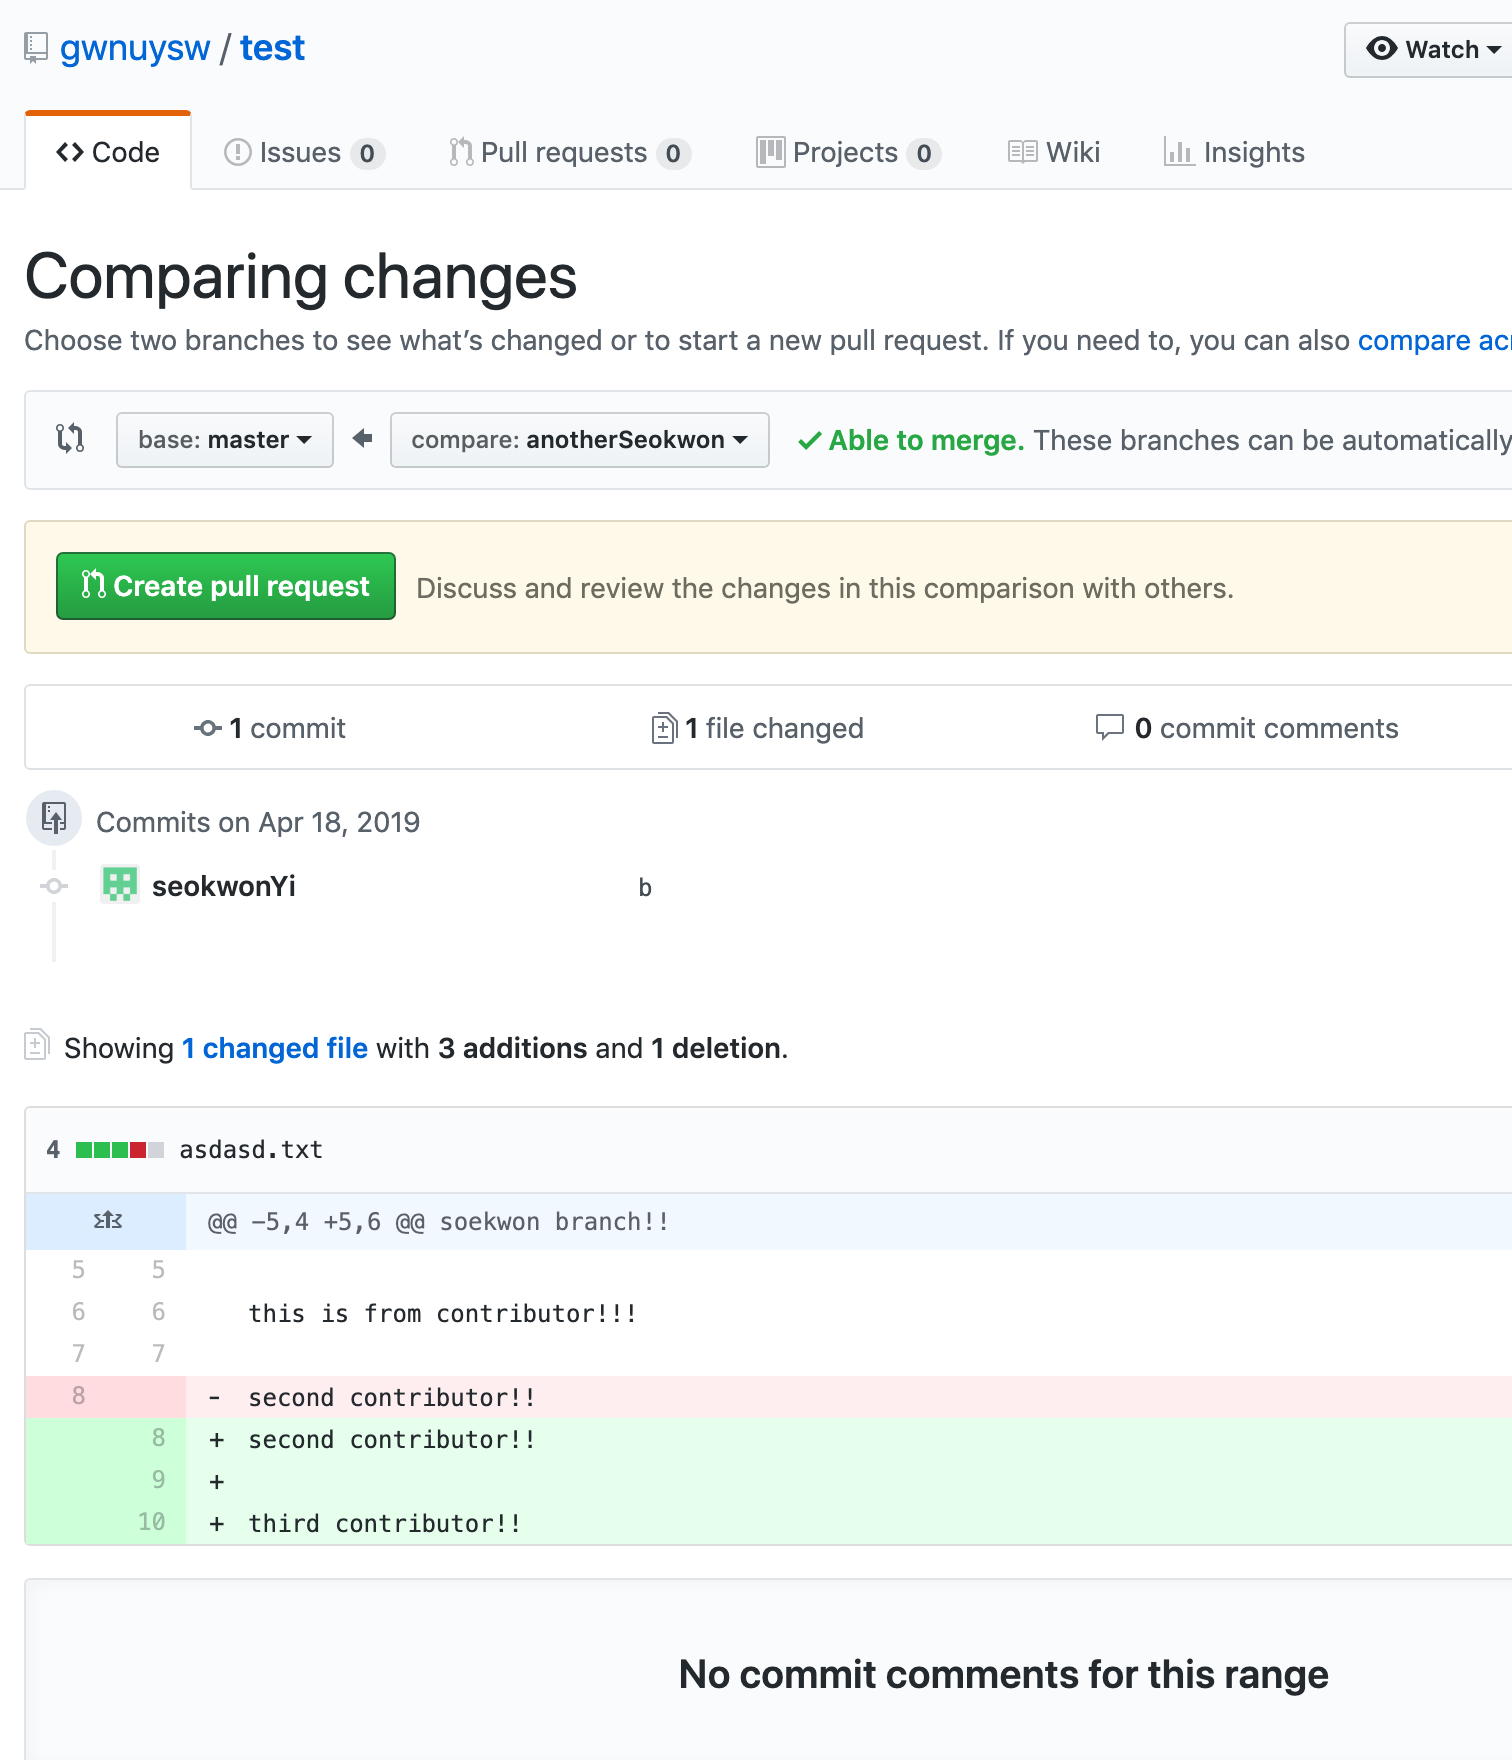 gwnuysw / test
Watch
Code Issues 0 Pull requests 0 Projects 0 Wiki Insights
Comparing changes
Choose two branches to see what’s changed or to start a new pull request. If you need to, you can also compare
base: master compare: anotherSeokwon Able to merge. These branches can be automatically
Create pull request Discuss and review the changes in this comparison with others.
1 commit 1 file changed 0 commit comments
Commits on Apr 18, 2019
seokwonYi b
Showing 1 changed file with 3 additions and 1 deletion.
4 asdasd.txt
@@ -5,4 +5,6 @@ soekwon branch!!
5 5
6 6 this is from contributor!!!
7 7
8 - second contributor!!
8 + second contributor!!
9 +
10 + third contributor!!
No commit comments for this range